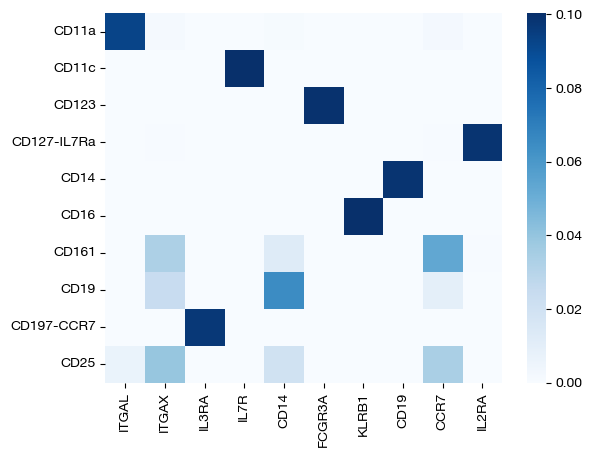 CD11a
CD11c
CD123
CD127-IL7Ra
CD14
CD16
CD161
CD19
CD197-CCR7
CD25
ITGAL
ITGAX
IL3RA
IL7R
CD14
FCGR3A
KLRB1
CD19
CCR7
IL2RA
0.10
0.08
0.06
0.04
0.02
0.00